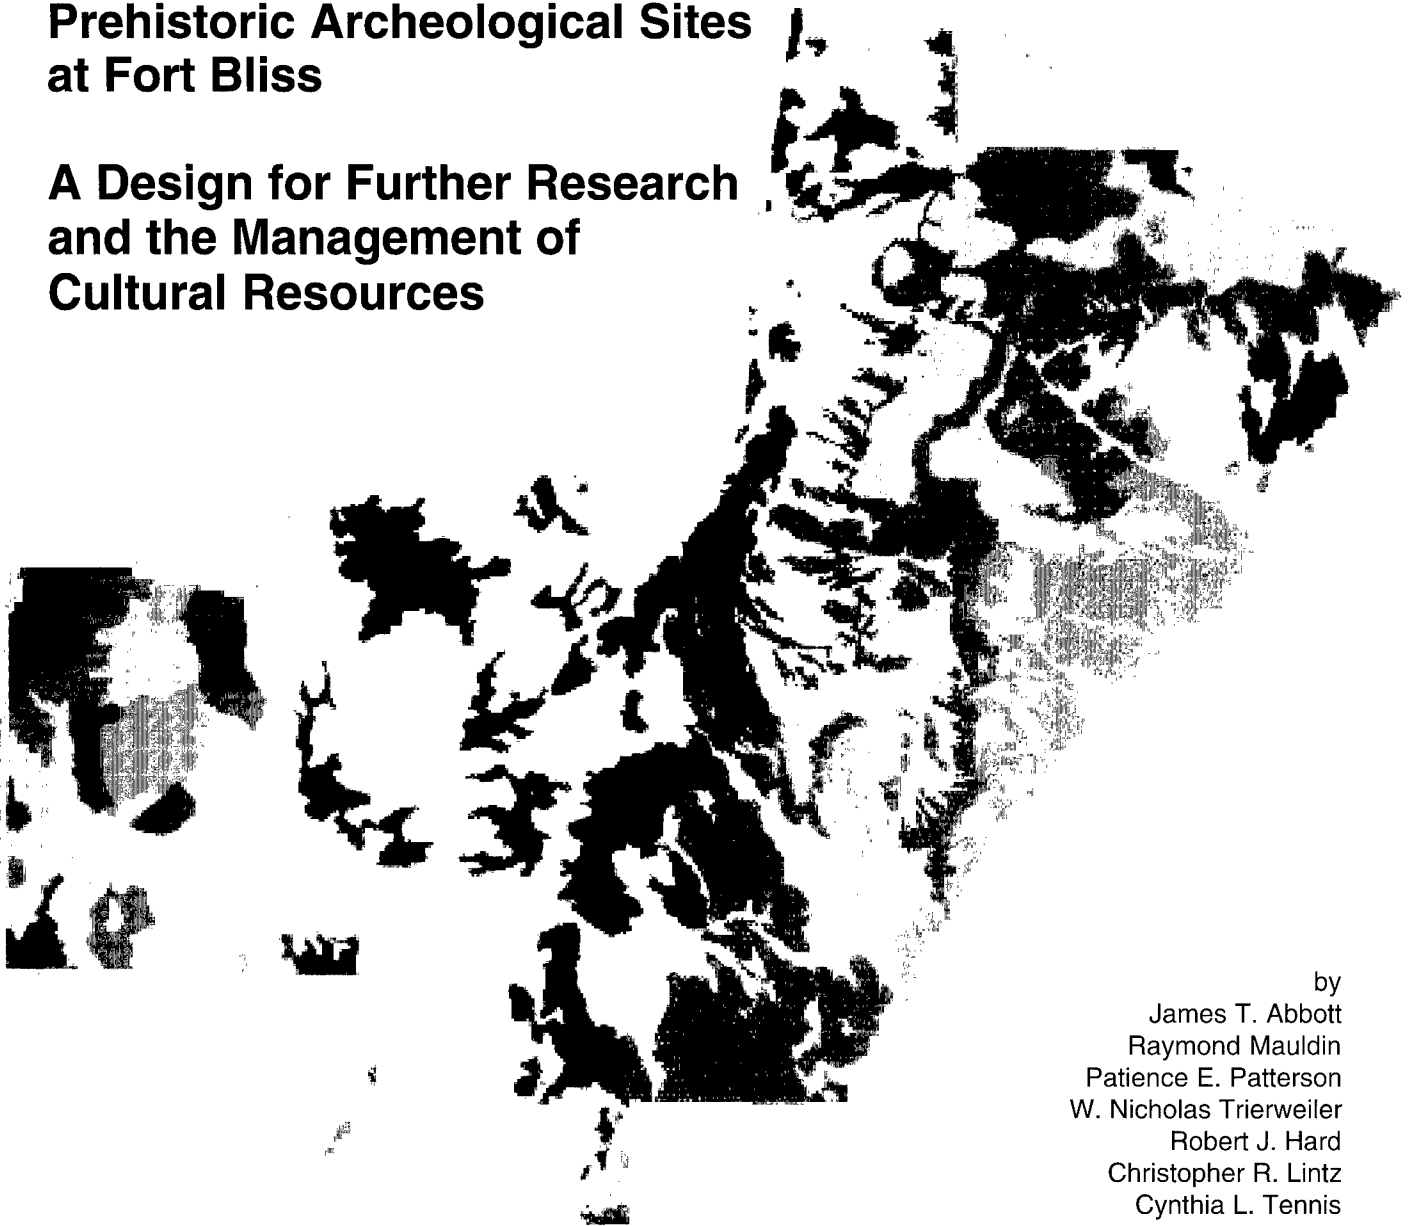 Prehistoric Archeological Sites
at Fort Bliss
A Design for Further Research
and the Management of
Cultural Resources
by
James T. Abbott
Raymond Mauldin
Patience E. Patterson
W. Nicholas Trierweiler
Robert J. Hard
Christopher R. Lintz
Cynthia L. Tennis